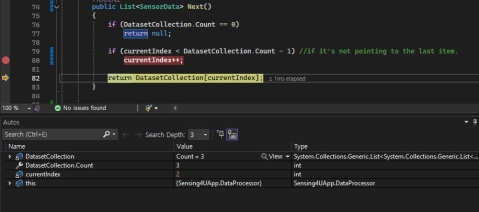 74
75 public List<SensorData> Next()
76 {
77 if (DatasetCollection.Count == 0)
return null;
78
79 if (currentIndex < DatasetCollection.Count - 1) //if it's not pointing to the last item.
80 currentIndex++;
81
82 return DatasetCollection[currentIndex]; ≤ 1ms elapsed
83 }
84
100 % No issues found
Autos
Search (Ctrl+E) Search Depth: 3
Name Value Type
DatasetCollection Count = 3 View System.Collections.Generic.List<System.Collections.Generic.List<...
DatasetCollection.Count 3 int
currentIndex 2 int
this {Sensing4UApp.DataProcessor} Sensing4UApp.DataProcessor